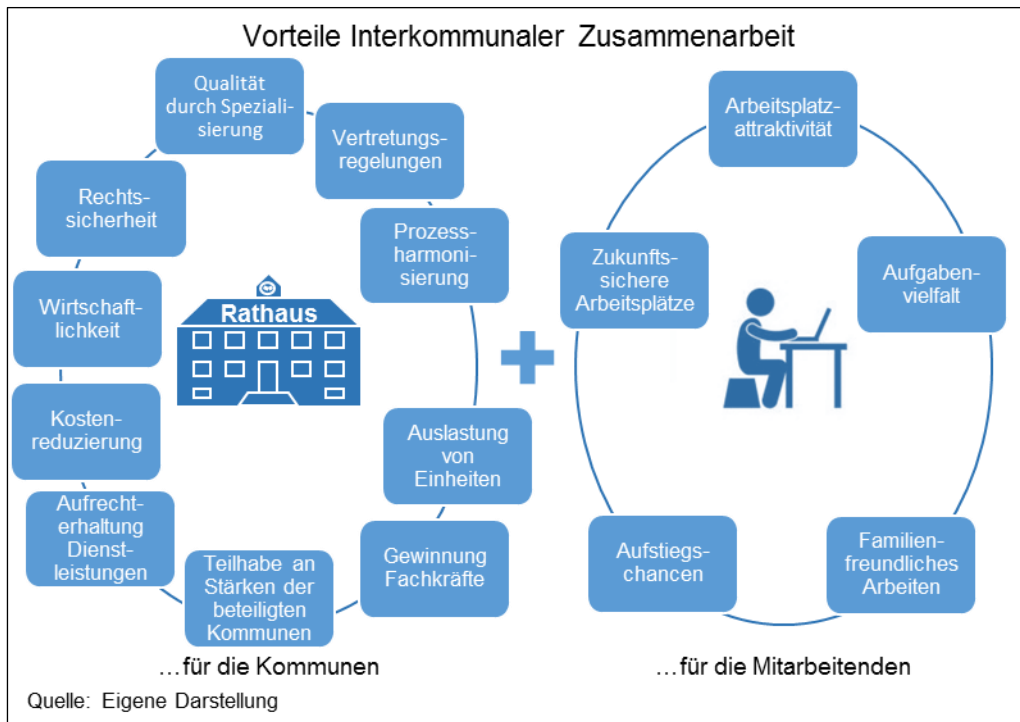 Vorteile Interkommunaler Zusammenarbeit
Qualität
durch Speziali-
sierung
Vertretungs-
regelungen
Prozess-
harmoni-
sierung
Auslastung
von
Einheiten
Gewinnung
Fachkräfte
Teilhabe an
Stärken der
beteiligten
Kommunen
Aufrecht-
erhaltung
Dienst-
leistungen
Kosten-
reduzierung
Wirtschaft-
lichkeit
Rechts-
sicherheit
Rathaus
…für die Kommunen
Arbeitsplatz-
attraktivität
Aufgaben-
vielfalt
Familien-
freundliches
Arbeiten
Aufstiegs-
chancen
Zukunfts-
sichere
Arbeitsplätze
…für die Mitarbeitenden
Quelle: Eigene Darstellung